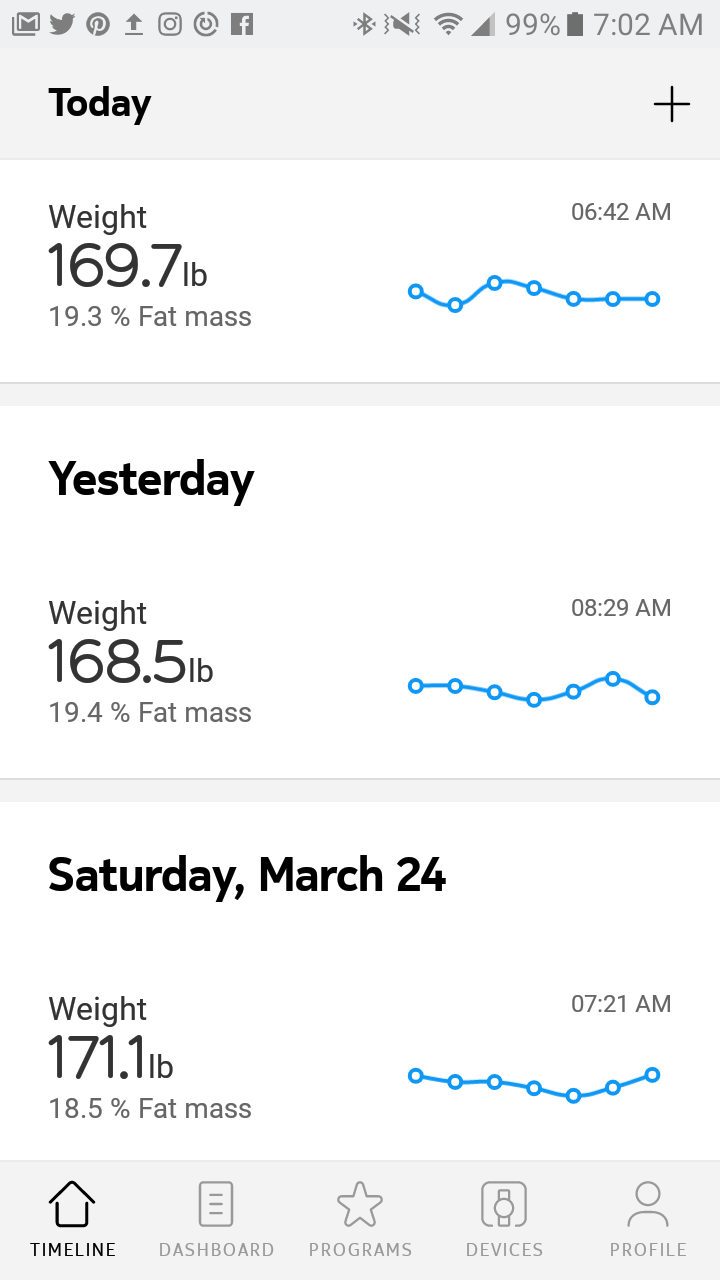 99% 7:02 AM
Today
Weight
06:42 AM
169.7lb
19.3 % Fat mass
Yesterday
Weight
08:29 AM
168.5lb
19.4 % Fat mass
Saturday, March 24
Weight
07:21 AM
171.1lb
18.5 % Fat mass
TIMELINE DASHBOARD PROGRAMS DEVICES PROFILE